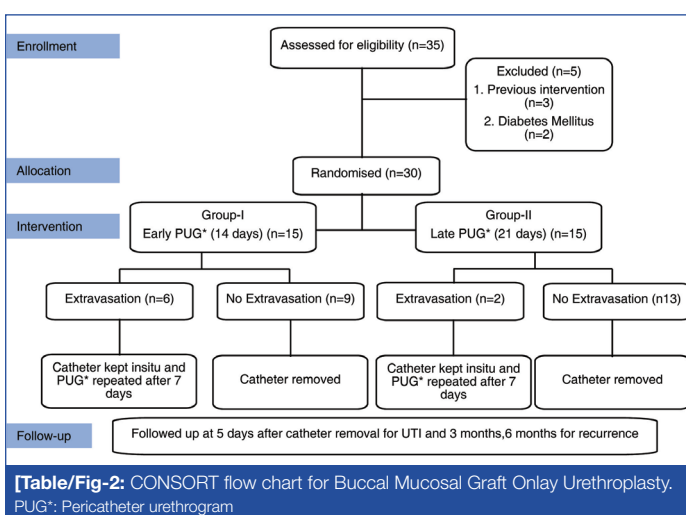 Enrollment
Assessed for eligibility (n=35)
Excluded (n=5)
1. Previous intervention
(n=3)
2. Diabetes Mellitus
(n=2)
Allocation
Randomised (n=30)
Intervention
Group-I
Early PUG* (14 days) (n=15)
Group-II
Late PUG* (21 days) (n=15)
Extravasation (n=6)
No Extravasation (n=9)
Extravasation (n=2)
No Extravasation (n13)
Catheter kept insitu and
PUG* repeated after 7
days
Catheter removed
Catheter kept insitu and
PUG* repeated after 7
days
Catheter removed
Follow-up
Followed up at 5 days after catheter removal for UTI and 3 months,6 months for recurrence
[Table/Fig-2: CONSORT flow chart for Buccal Mucosal Graft Onlay Urethroplasty.
PUG*: Pericatheter urethrogram